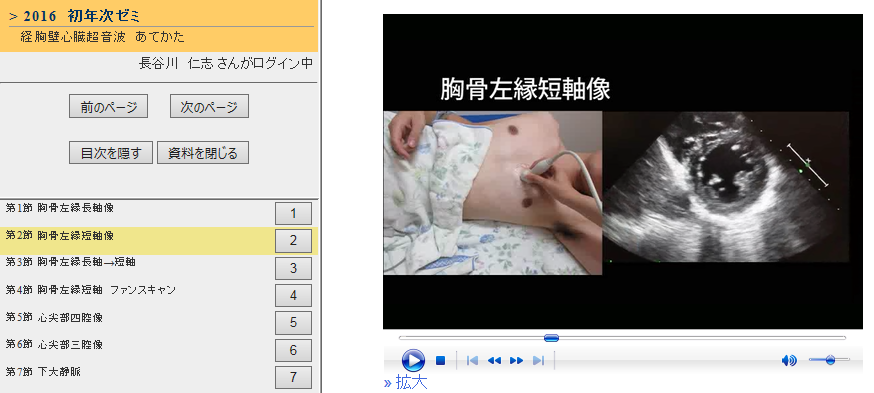 > 2016 初年次ゼミ
経胸壁心臓超音波 あてかた
長谷川 仁志 さんがログイン中
前のページ
次のページ
目次を隠す
資料を閉じる
第1節 胸骨左縁長軸像
1
第2節 胸骨左縁短軸像
2
第3節 胸骨左縁長軸→短軸
3
第4節 胸骨左縁短軸 ファンスキャン
4
第5節 心尖部四腔像
5
第6節 心尖部三腔像
6
第7節 下大静脈
7
胸骨左縁短軸像
» 拡大